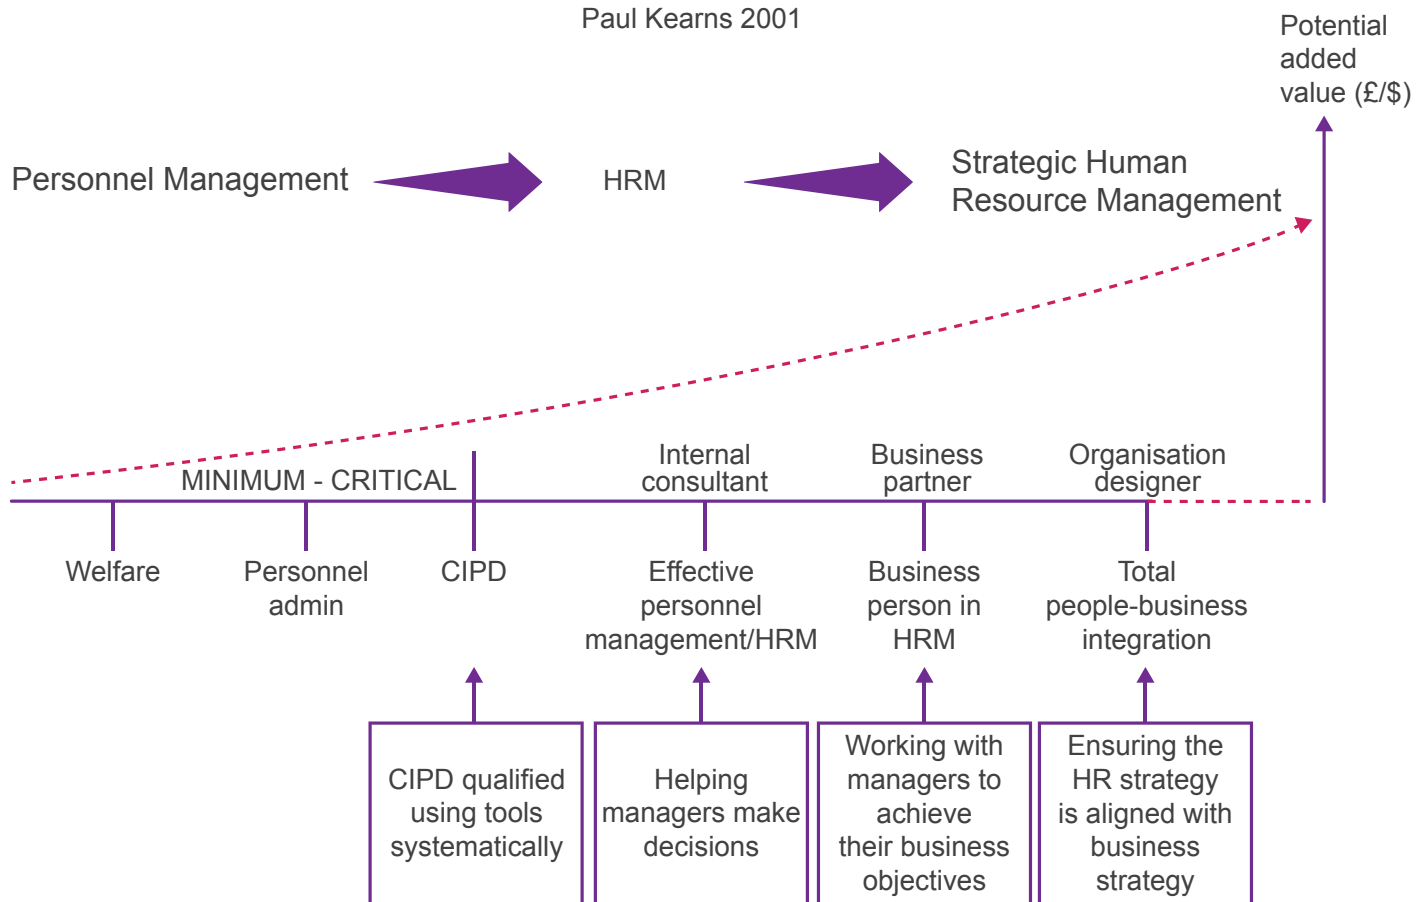 Paul Kearns 2001
Potential
added
value (£/$)
Personnel Management
HRM
Strategic Human
Resource Management
MINIMUM - CRITICAL
Internal
consultant
Business
partner
Organisation
designer
Welfare
Personnel
admin
CIPD
Effective
personnel
management/HRM
Business
person in
HRM
Total
people-business
integration
CIPD qualified
using tools
systematically
Helping
managers make
decisions
Working with
managers to
achieve
their business
objectives
Ensuring the
HR strategy
is aligned with
business
strategy